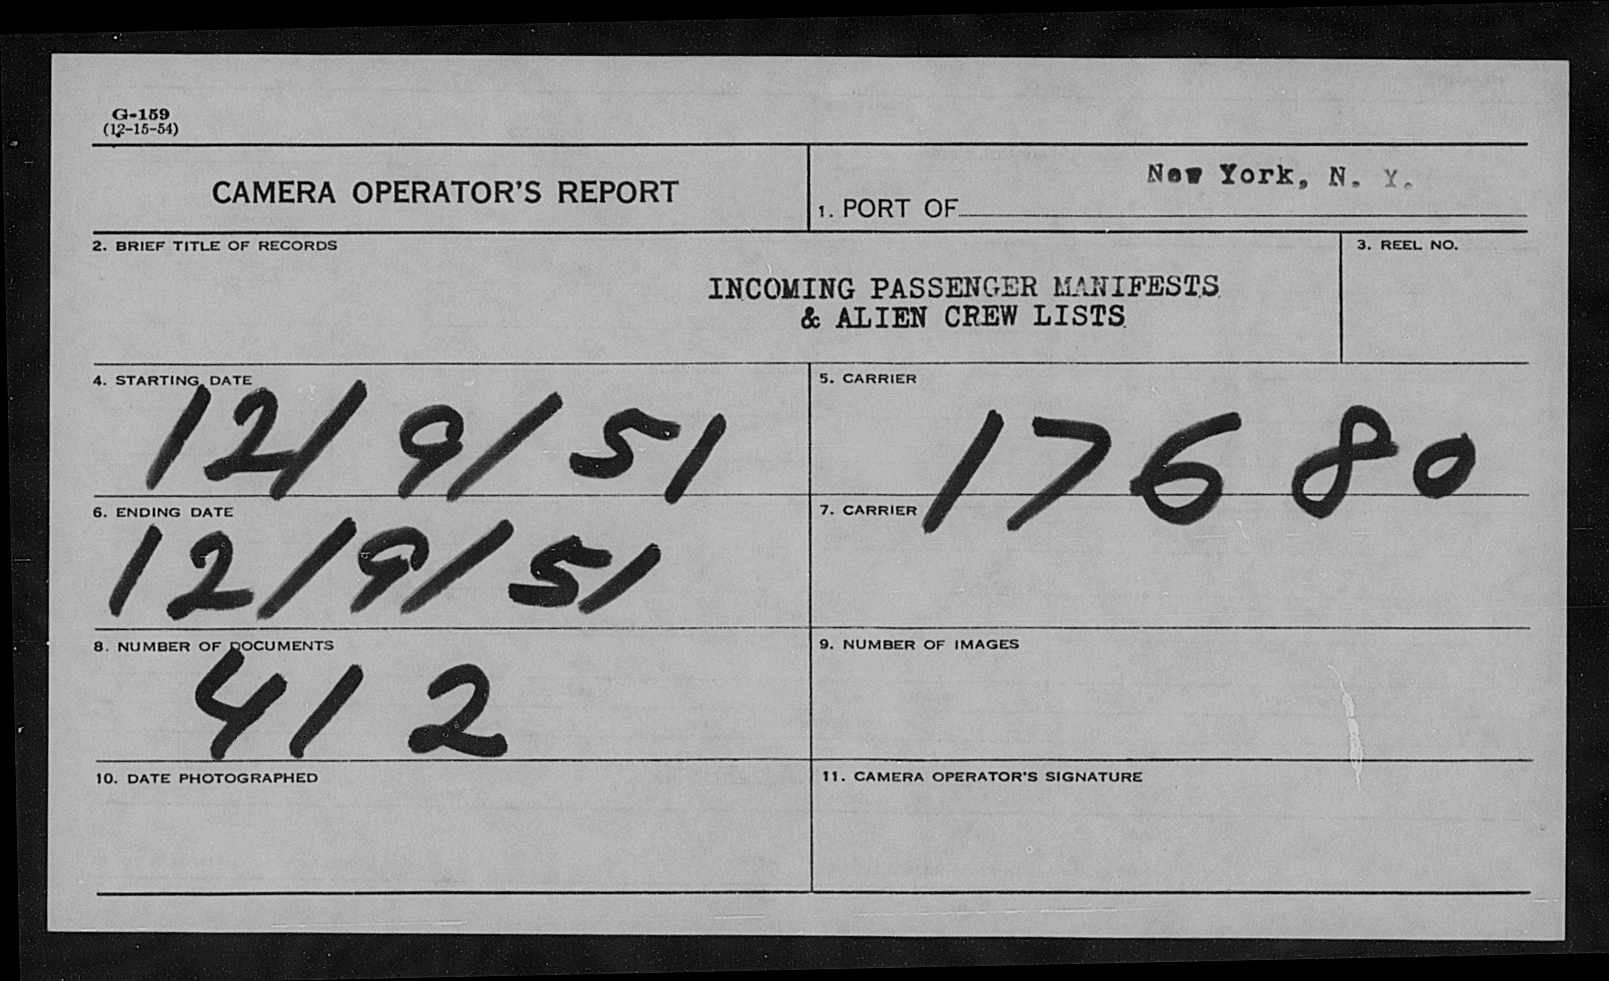 G-159
(12-15-54)
CAMERA OPERATOR'S REPORT
New York, N. Y.
1. PORT OF
2. BRIEF TITLE OF RECORDS
3. REEL NO.
INCOMING PASSENGER MANIFESTS
& ALIEN CREW LISTS
4. STARTING DATE
12/9/51
5. CARRIER
17680
6. ENDING DATE
12/9/51
7. CARRIER
8. NUMBER OF DOCUMENTS
412
9. NUMBER OF IMAGES
10. DATE PHOTOGRAPHED
11. CAMERA OPERATOR'S SIGNATURE